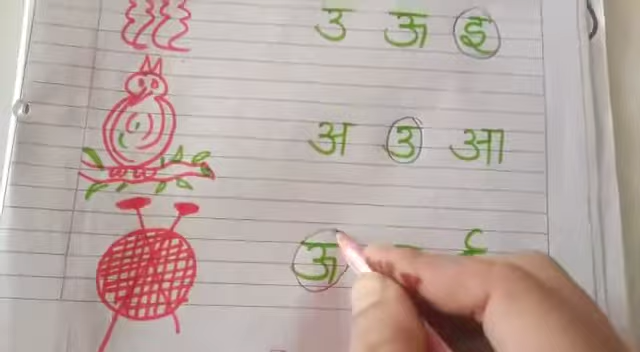 उ ऊ इ
अ उ आ
ऊ